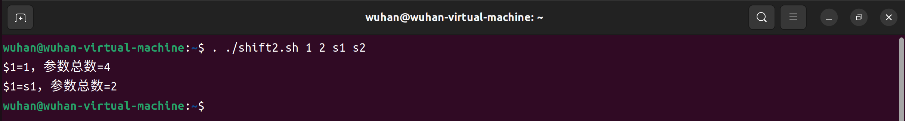 wuhan@wuhan-virtual-machine: ~
wuhan@wuhan-virtual-machine:~$ . ./shift2.sh 1 2 s1 s2
$1=1，参数总数=4
$1=s1，参数总数=2
wuhan@wuhan-virtual-machine:~$